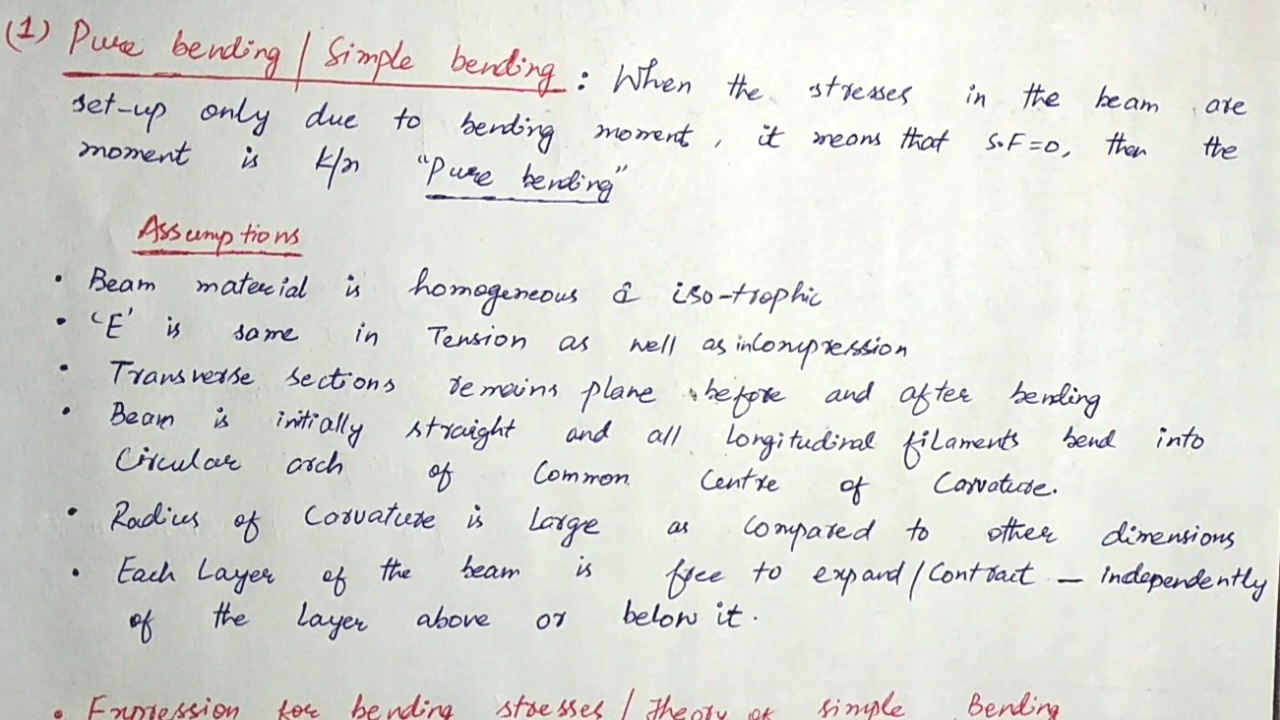 (1) Pure bending / Simple bending : When the stresses in the beam are
set-up only due to bending moment, it means that S.F=0, then the
moment is k/n "Pure bending"
Assumptions
• Beam material is homogeneous & iso-trophic
• 'E' is same in Tension as well as in compression
• Transverse sections remains plane before and after bending
• Beam is initially straight and all longitudinal filaments bend into
Circular arch of Common Centre of Curvature.
• Radius of Curvature is Large as compared to other dimensions
• Each Layer of the beam is free to expand/Contract – independently
of the Layer above or below it.
• Expression for bending stresses / Theory of simple Bending